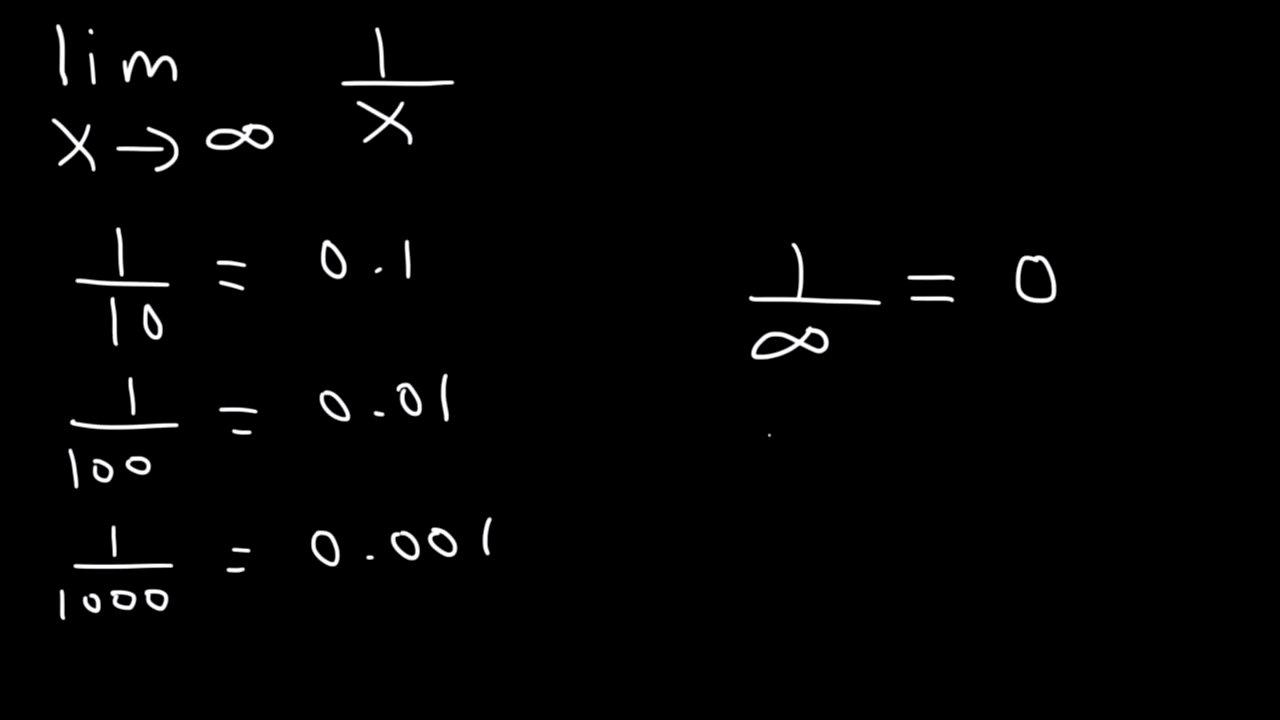 lim 1/x
x → ∞
1/10 = 0.1
1/100 = 0.01
1/1000 = 0.001
1/∞ = 0